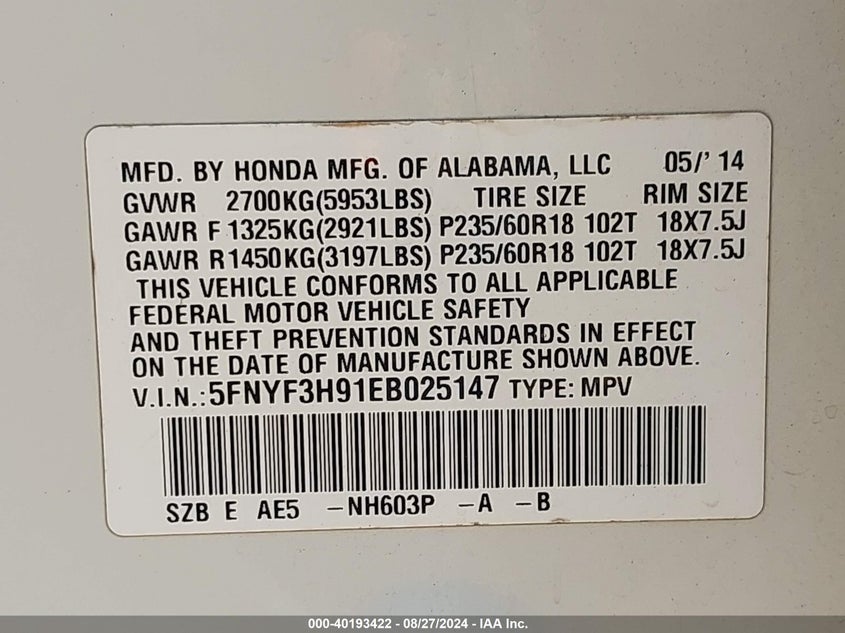 MFD. BY HONDA MFG. OF ALABAMA, LLC 05/' 14
GVWR 2700KG(5953LBS) TIRE SIZE RIM SIZE
GAWR F 1325KG(2921LBS) P235/60R18 102T 18X7.5J
GAWR R1450KG(3197LBS) P235/60R18 102T 18X7.5J
THIS VEHICLE CONFORMS TO ALL APPLICABLE
FEDERAL MOTOR VEHICLE SAFETY
AND THEFT PREVENTION STANDARDS IN EFFECT
ON THE DATE OF MANUFACTURE SHOWN ABOVE.
V.I.N.:5FNYF3H91EB025147 TYPE: MPV
SZB E AE5 –NH603P –A –B
000-40193422 - 08/27/2024 - IAA Inc.